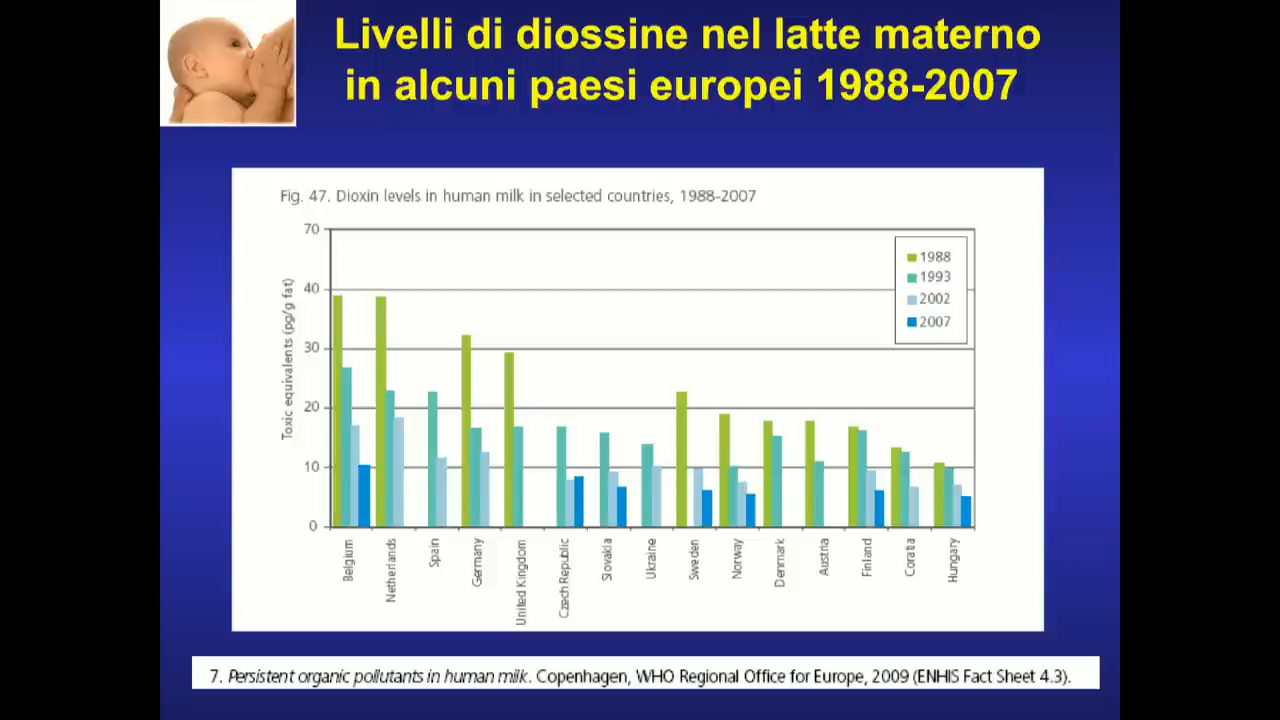 Livelli di diossine nel latte materno
in alcuni paesi europei 1988-2007
Fig. 47. Dioxin levels in human milk in selected countries, 1988-2007
Toxic equivalents (pg/g fat)
70
40
30
20
10
0
1988
1993
2002
2007
Belgium
Netherlands
Spain
Germany
United Kingdom
Czech Republic
Slovakia
Ukraine
Sweden
Norway
Denmark
Austria
Finland
Coratia
Hungary
7. Persistent organic pollutants in human milk. Copenhagen, WHO Regional Office for Europe, 2009 (ENHIS Fact Sheet 4.3).